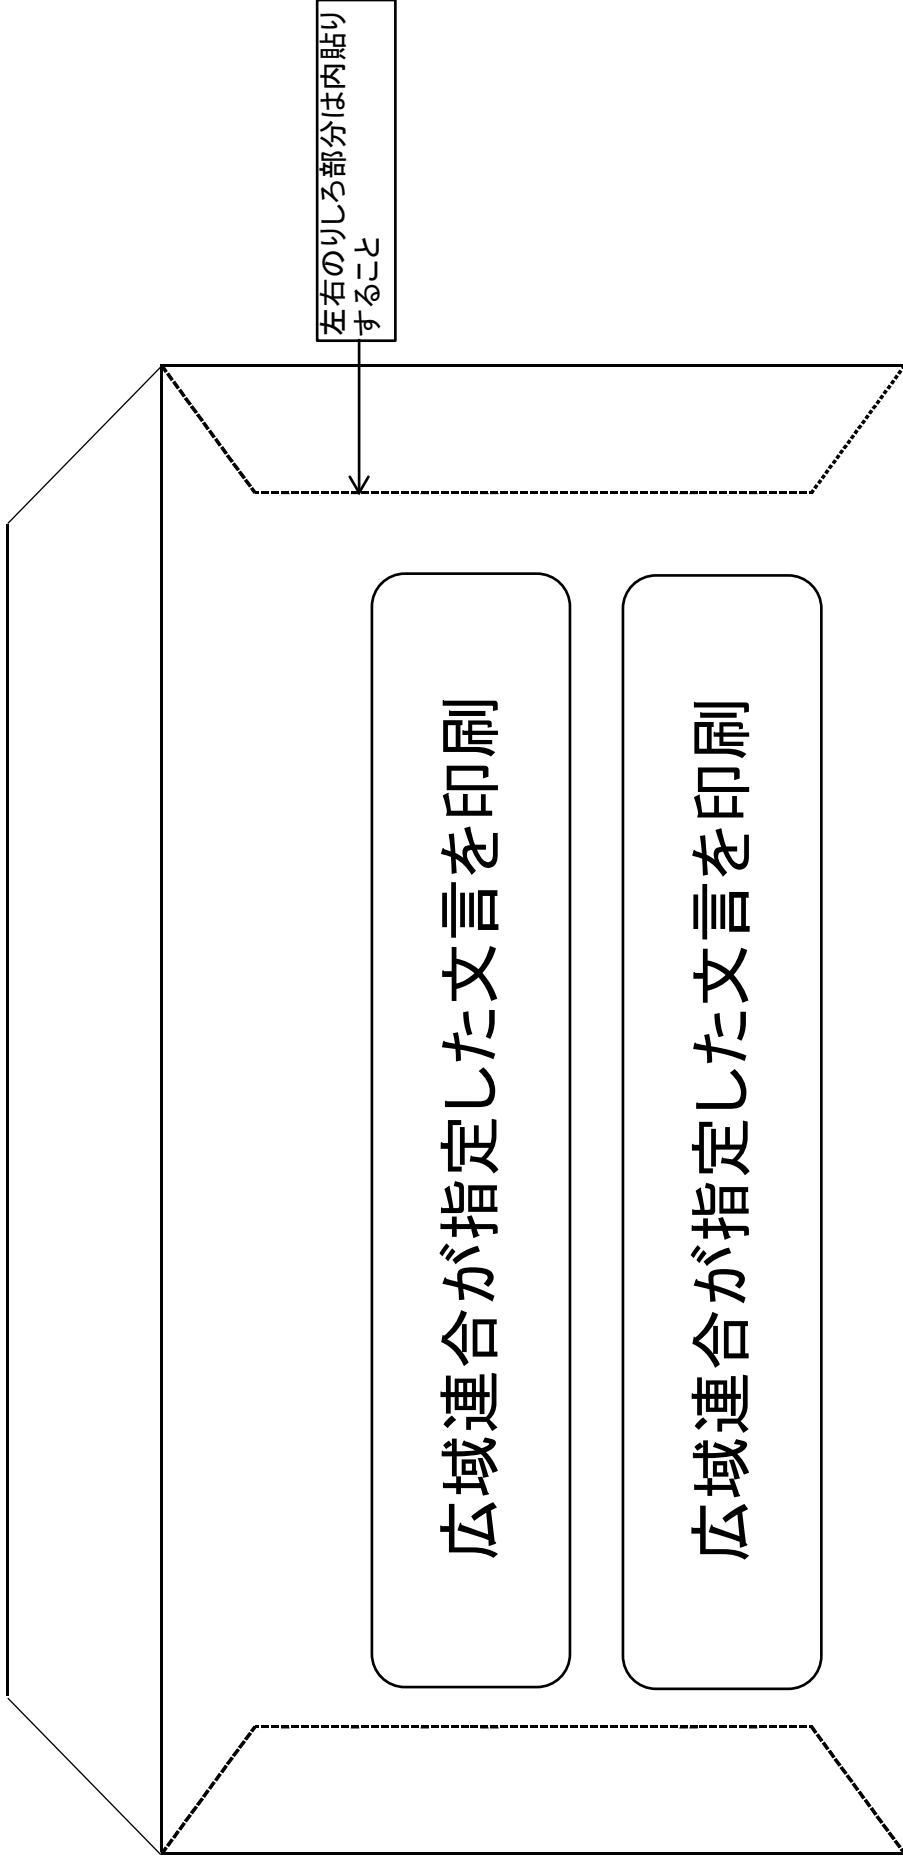 左右のりしろ部分は内貼り
すること
広域連合が指定した文言を印刷
広域連合が指定した文言を印刷